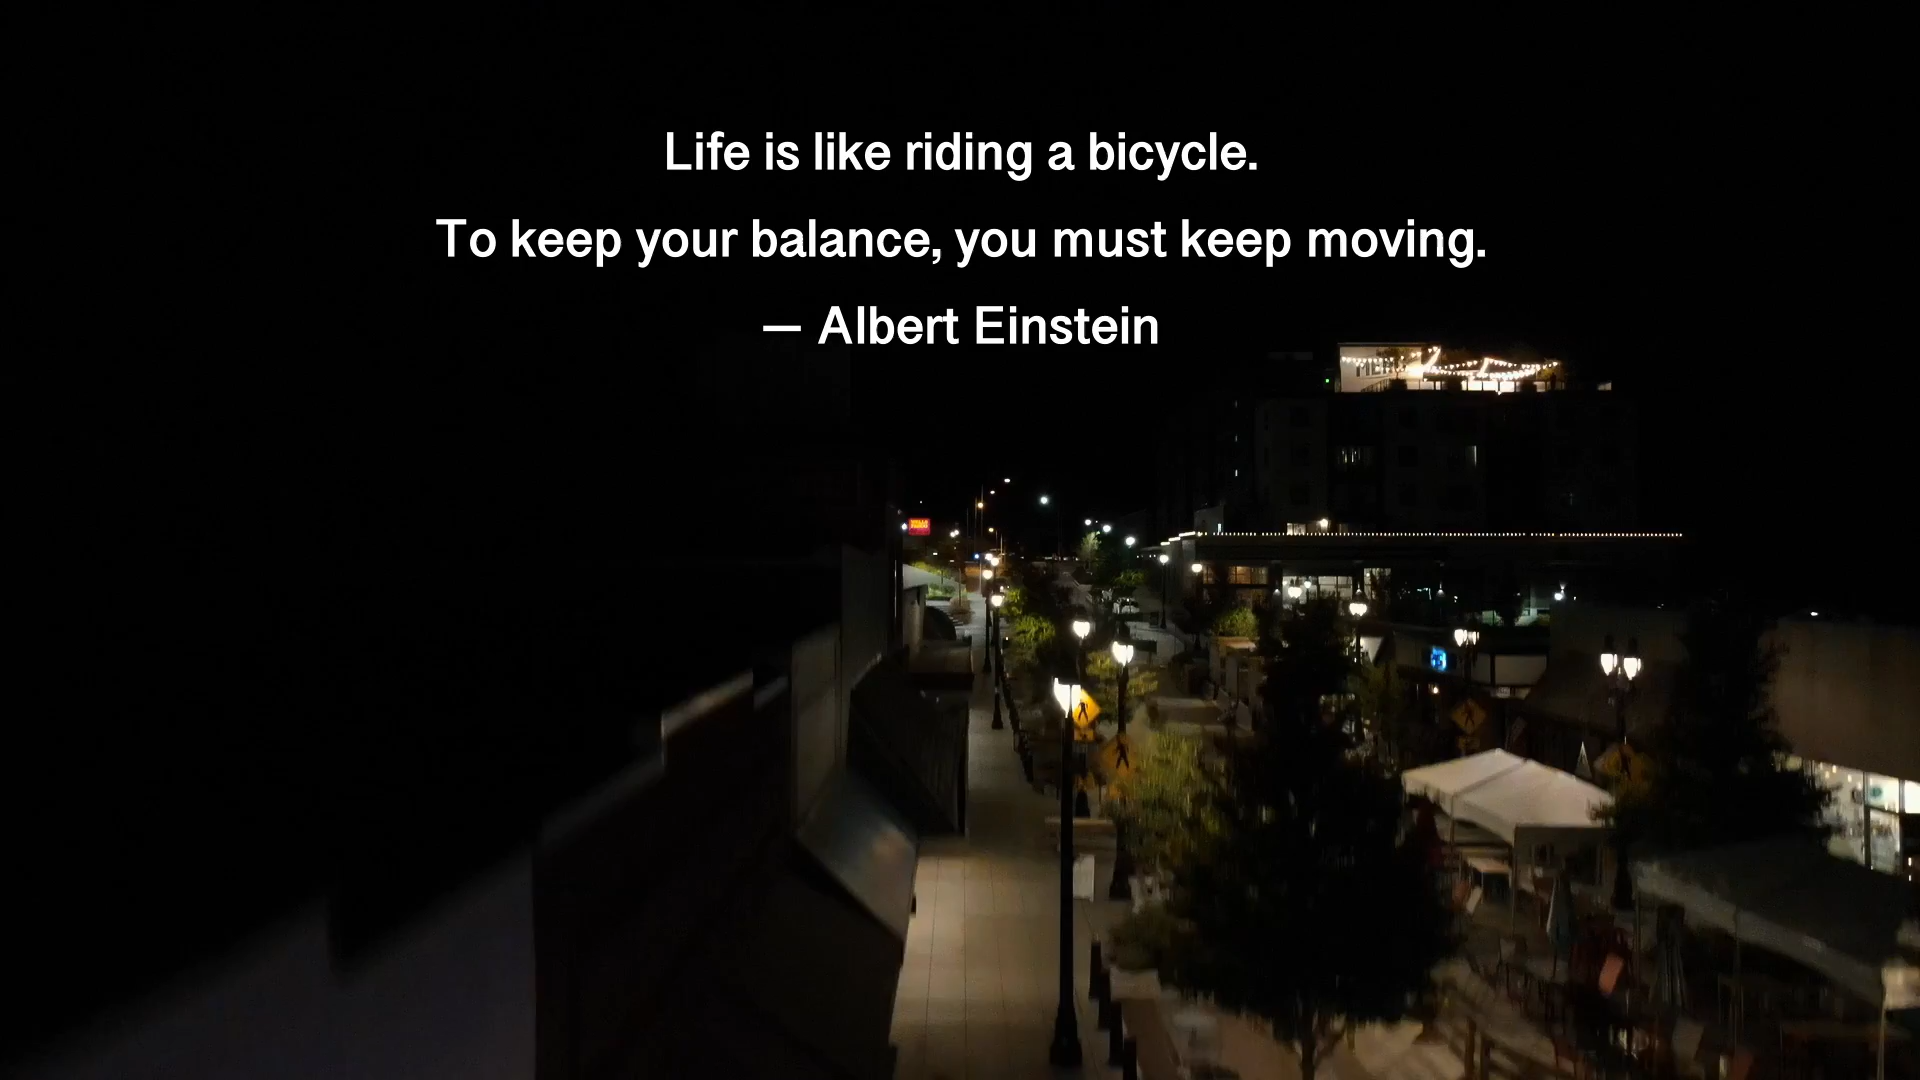 Life is like riding a bicycle.
To keep your balance, you must keep moving.
— Albert Einstein